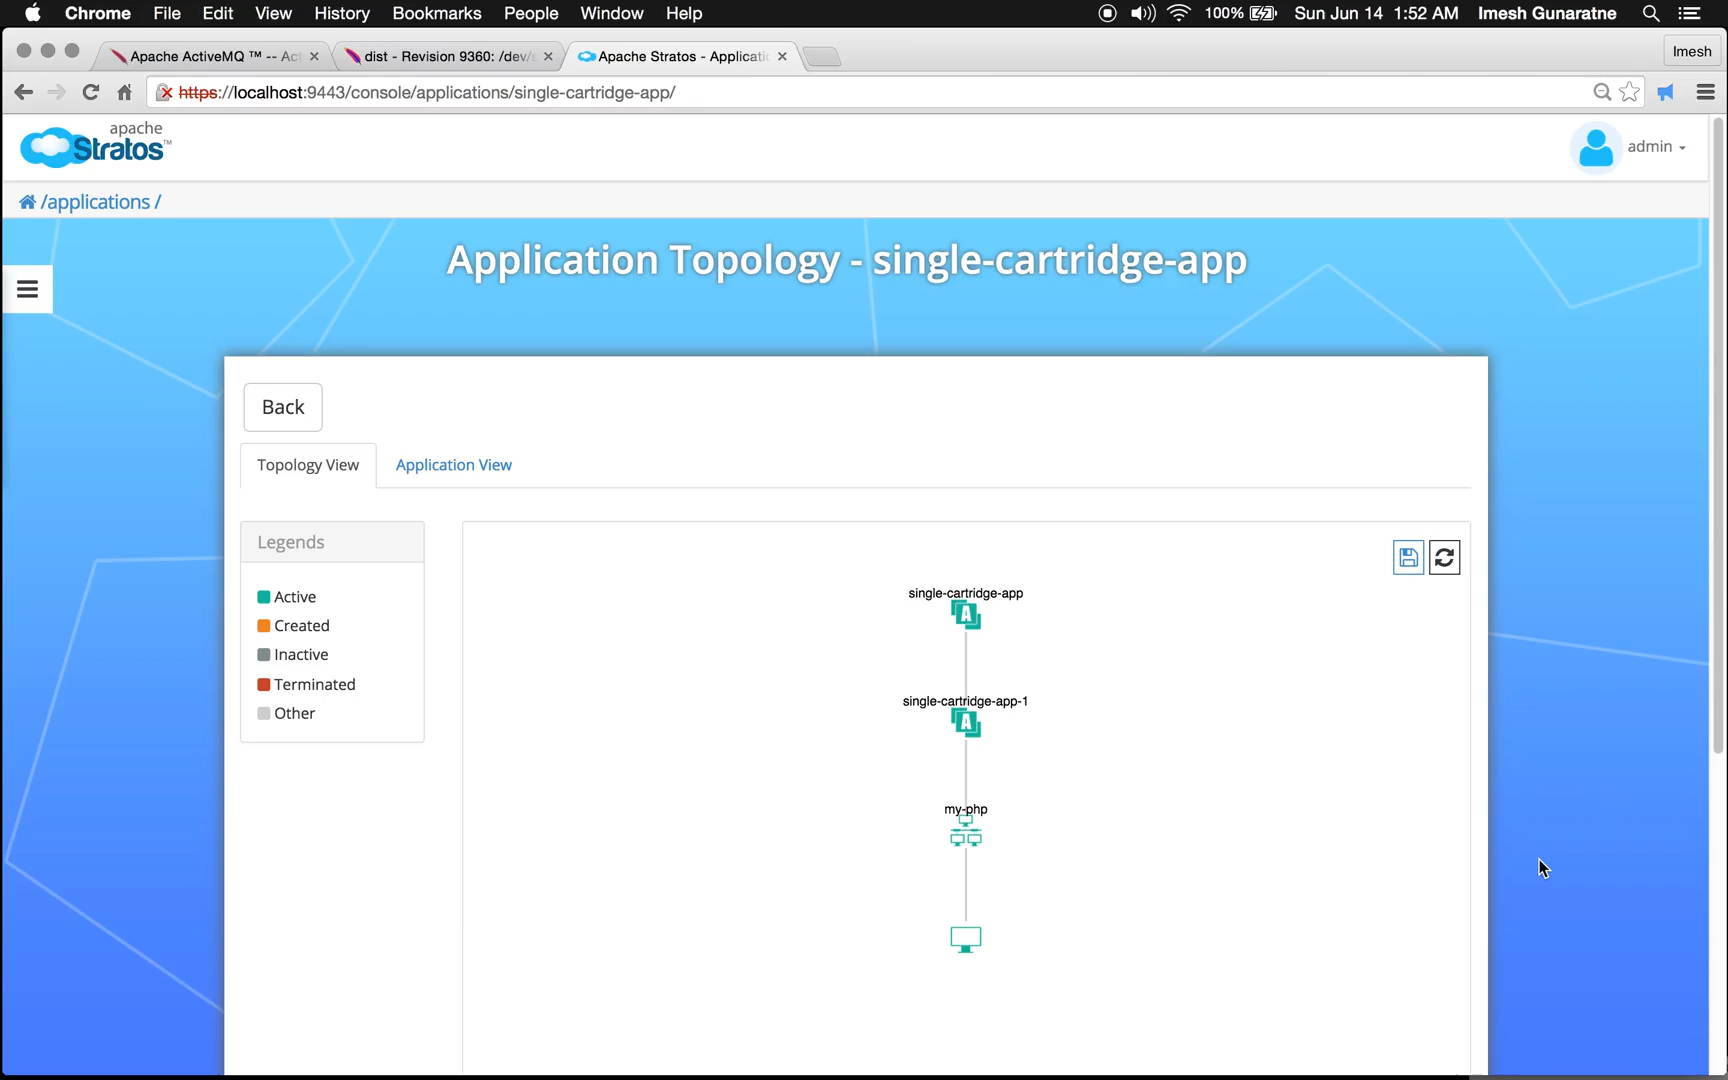 Chrome File Edit View History Bookmarks People Window Help 100% Sun Jun 14 1:52 AM Imesh Gunaratne
Apache ActiveMQ ™ -- Act dist - Revision 9360: /dev/s Apache Stratos - Applicatio Imesh
https://localhost:9443/console/applications/single-cartridge-app/
apache
Stratos™
admin
/applications /
Application Topology - single-cartridge-app
Back
Topology View Application View
Legends
Active
Created
Inactive
Terminated
Other
single-cartridge-app
A
single-cartridge-app-1
A
my-php